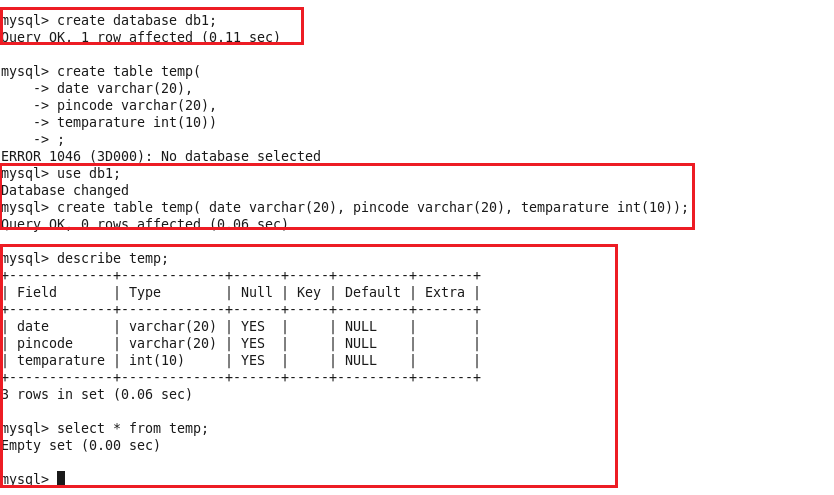 mysql> create database db1;
Query OK, 1 row affected (0.11 sec)

mysql> create table temp(
    -> date varchar(20),
    -> pincode varchar(20),
    -> temparature int(10))
    -> ;
ERROR 1046 (3D000): No database selected
mysql> use db1;
Database changed
mysql> create table temp( date varchar(20), pincode varchar(20), temparature int(10));
Query OK, 0 rows affected (0.06 sec)

mysql> describe temp;
+-------------+-------------+------+-----+---------+-------+
| Field       | Type        | Null | Key | Default | Extra |
+-------------+-------------+------+-----+---------+-------+
| date        | varchar(20) | YES  |     | NULL    |       |
| pincode     | varchar(20) | YES  |     | NULL    |       |
| temparature | int(10)     | YES  |     | NULL    |       |
+-------------+-------------+------+-----+---------+-------+
3 rows in set (0.06 sec)

mysql> select * from temp;
Empty set (0.00 sec)

mysql>